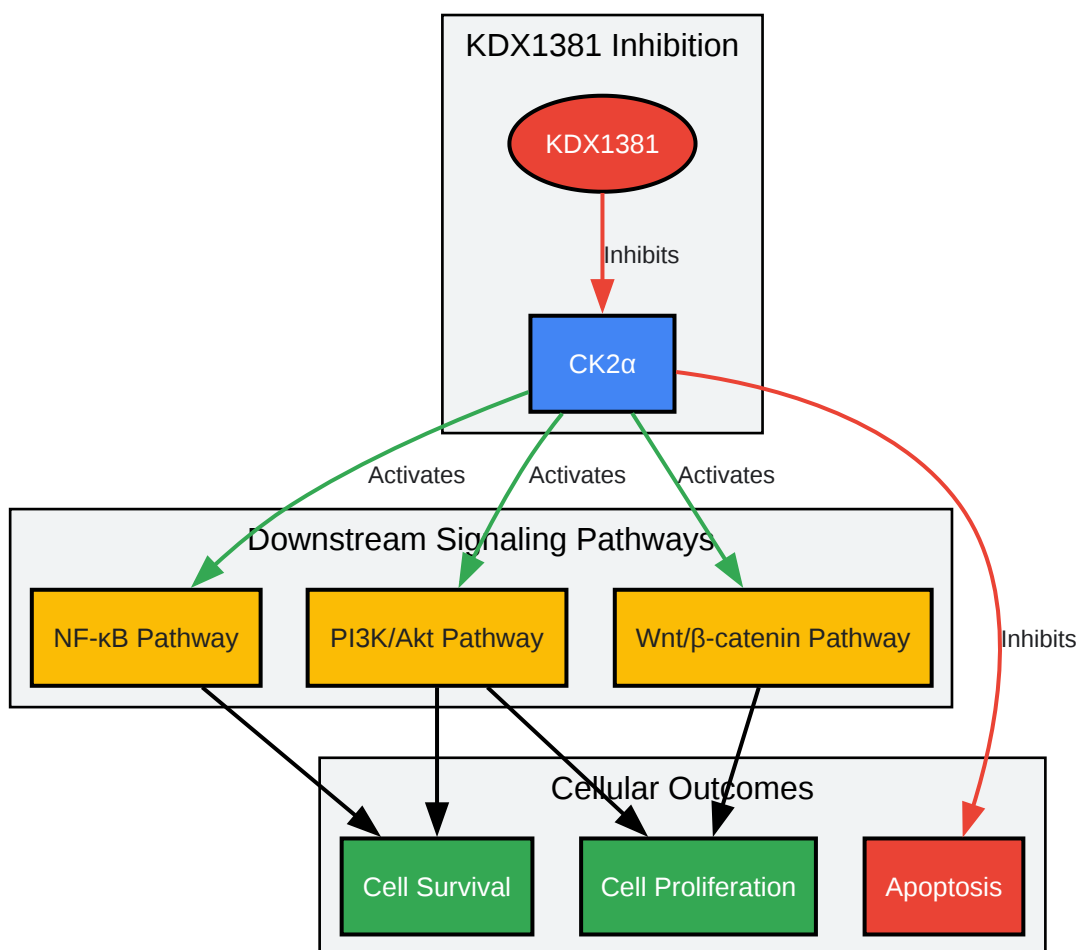 KDX1381 Inhibition
KDX1381
Inhibits
CK2α
Activates
Activates
Activates
Downstream Signaling Pathways
NF-κB Pathway
PI3K/Akt Pathway
Wnt/β-catenin Pathway
Inhibits
Cellular Outcomes
Cell Survival
Cell Proliferation
Apoptosis